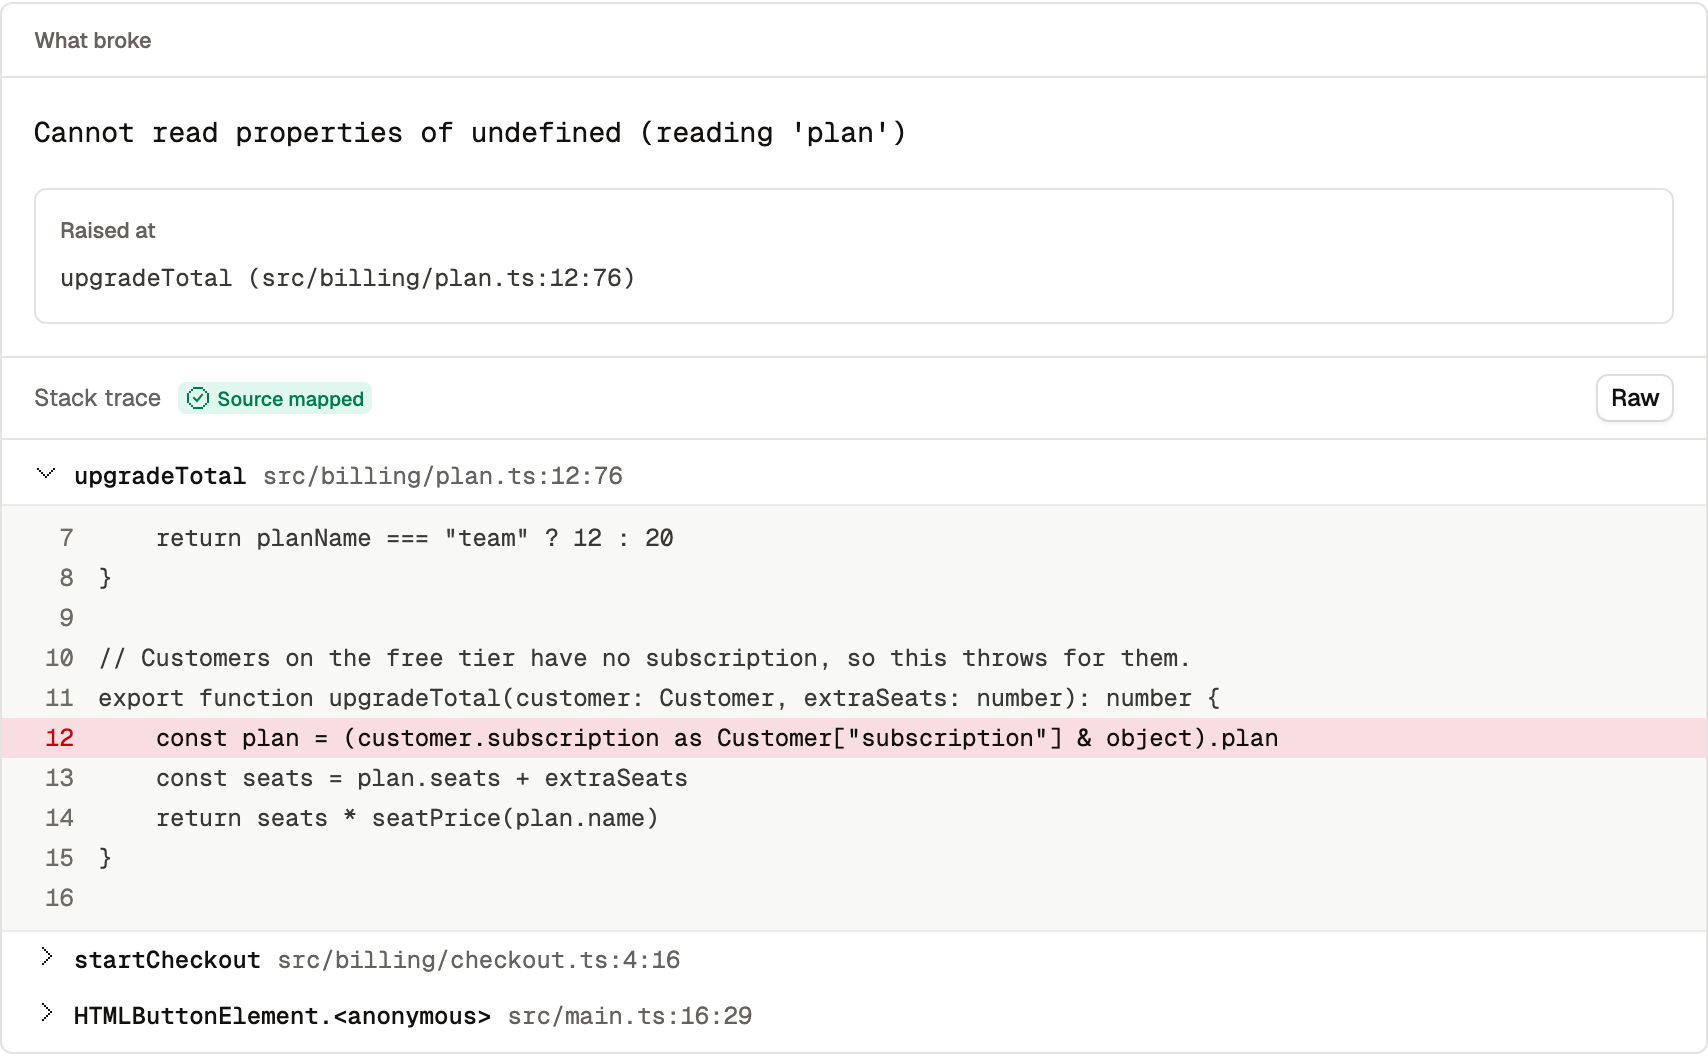 What broke
Cannot read properties of undefined (reading 'plan')
Raised at
upgradeTotal (src/billing/plan.ts:12:76)
Stack trace
Source mapped
Raw
upgradeTotal src/billing/plan.ts:12:76
7     return planName === "team" ? 12 : 20
8 }
9
10 // Customers on the free tier have no subscription, so this throws for them.
11 export function upgradeTotal(customer: Customer, extraSeats: number): number {
12     const plan = (customer.subscription as Customer["subscription"] & object).plan
13     const seats = plan.seats + extraSeats
14     return seats * seatPrice(plan.name)
15 }
16
startCheckout src/billing/checkout.ts:4:16
HTMLButtonElement.<anonymous> src/main.ts:16:29